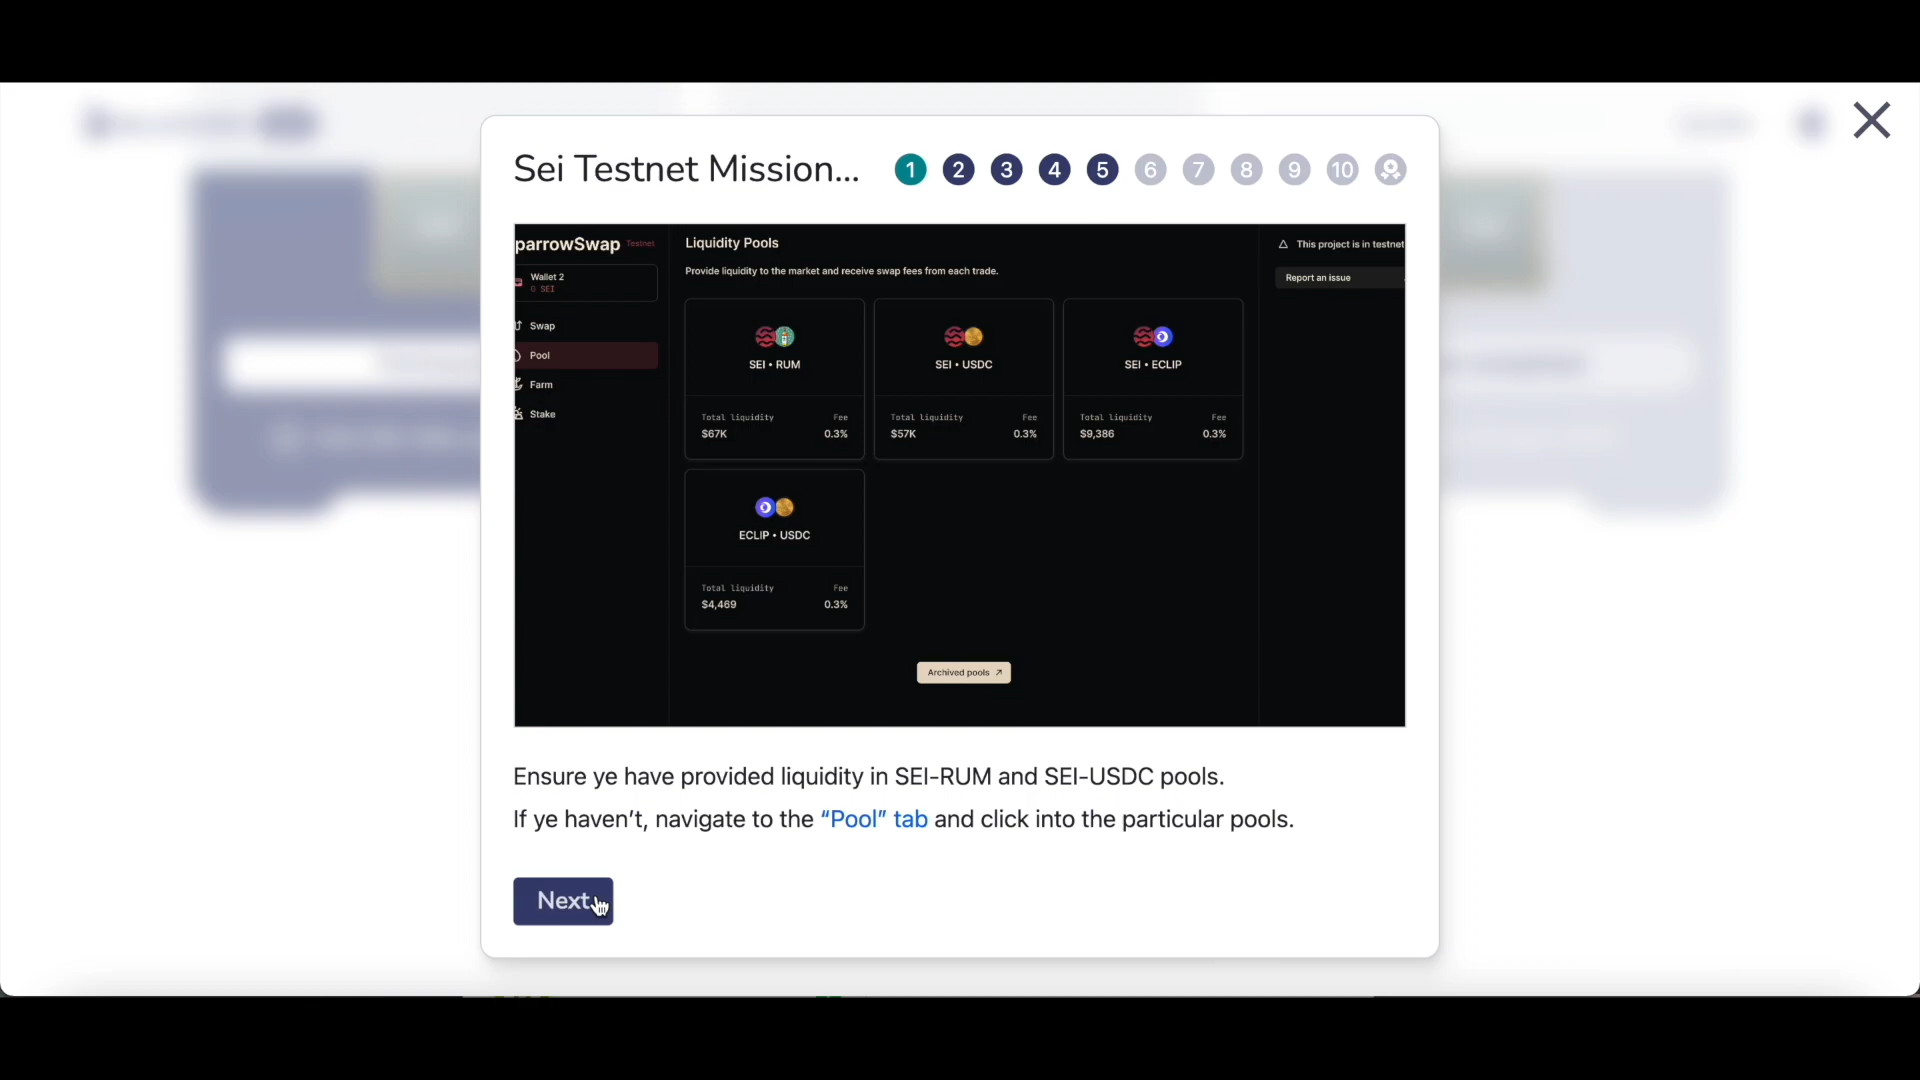 Sei Testnet Mission...
1 2 3 4 5 6 7 8 9 10
parrowSwap Testnet
Wallet 2
0 SEI
Swap
Pool
Farm
Stake
Liquidity Pools
Provide liquidity to the market and receive swap fees from each trade.
SEI • RUM
Total liquidity Fee
$67K 0.3%
SEI • USDC
Total liquidity Fee
$57K 0.3%
SEI • ECLIP
Total liquidity Fee
$9,386 0.3%
ECLIP • USDC
Total liquidity Fee
$4,469 0.3%
Archived pools
This project is in testnet
Report an issue
Ensure ye have provided liquidity in SEI-RUM and SEI-USDC pools.
If ye haven’t, navigate to the “Pool” tab and click into the particular pools.
Next